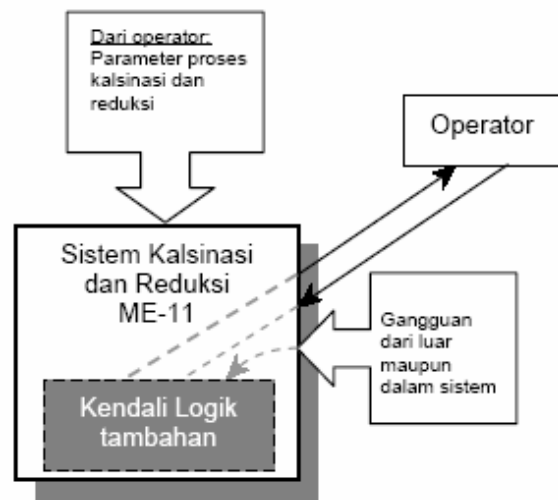 Dari operator:
Parameter proses
kalsinasi dan
reduksi
Operator
Sistem Kalsinasi
dan Reduksi
ME-11
Gangguan
dari luar
maupun
dalam sistem
Kendali Logik
tambahan